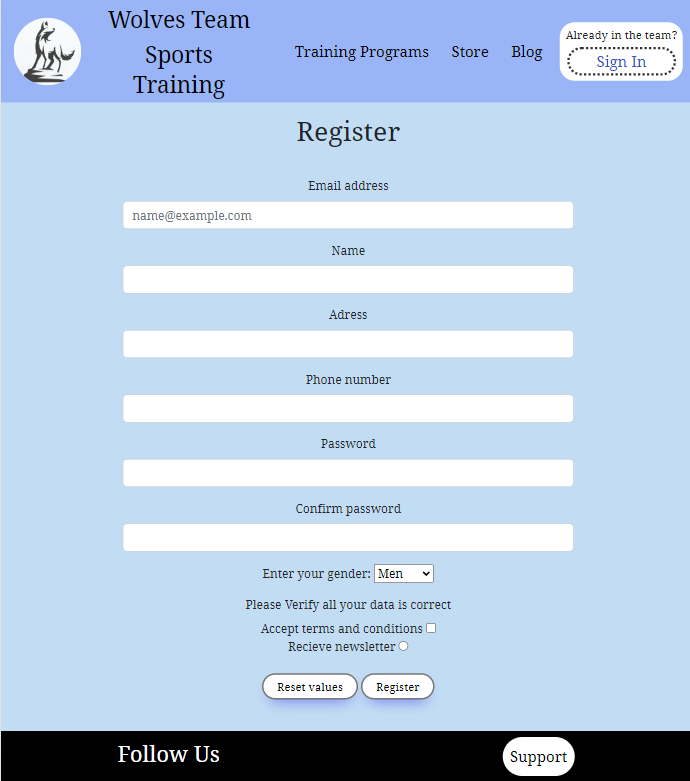 Wolves Team
Sports
Training
Training Programs
Store
Blog
Already in the team?
Sign In
Register
Email address
name@example.com
Name
Adress
Phone number
Password
Confirm password
Enter your gender: Men
Please Verify all your data is correct
Accept terms and conditions
Recieve newsletter
Reset values
Register
Follow Us
Support